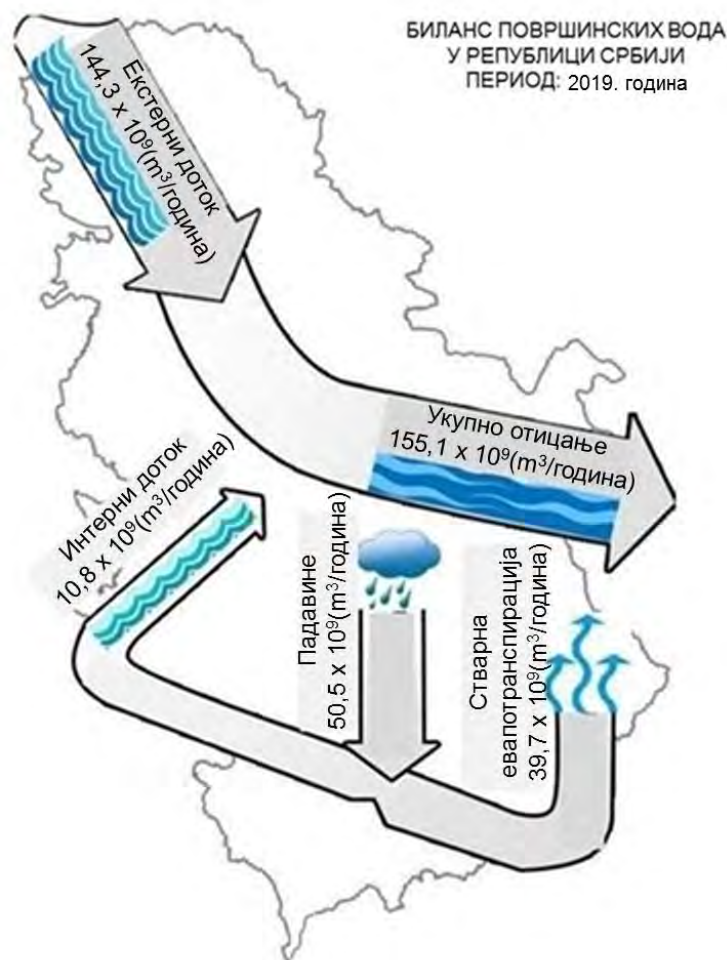 БИЛАНС ПОВРШИНСКИХ ВОДА
У РЕПУБЛИЦИ СРБИЈИ
ПЕРИОД: 2019. година
Екстерни доток
144,3 x 10⁹(m³/година)
Укупно отицање
155,1 x 10⁹(m³/година)
Интерни доток
10,8 x 10⁹(m³/година)
Падавине
50,5 x 10⁹(m³/година)
Стварна
евапотранспирација
39,7 x 10⁹(m³/година)